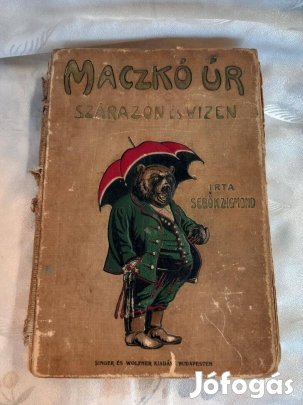 MACZKÓ ÚR
SZÁRAZON ÉS VIZEN
IRTA
SEBŐK ZSIGMOND
SINGER ÉS WOLFNER KIADÁSA BUDAPESTEN
Jófogás